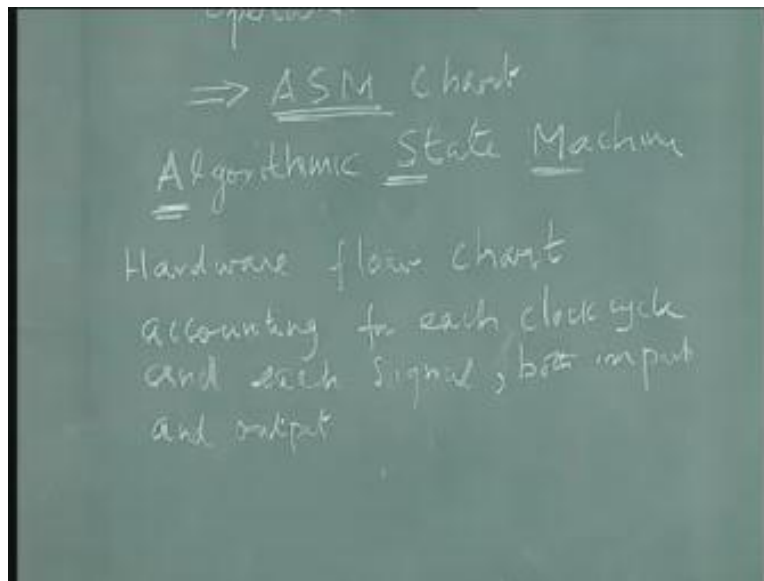 ⇒ ASM Chart
Algorithmic State Machine
Hardware flow chart
accounting for each clock cycle
and each signal, both input
and output